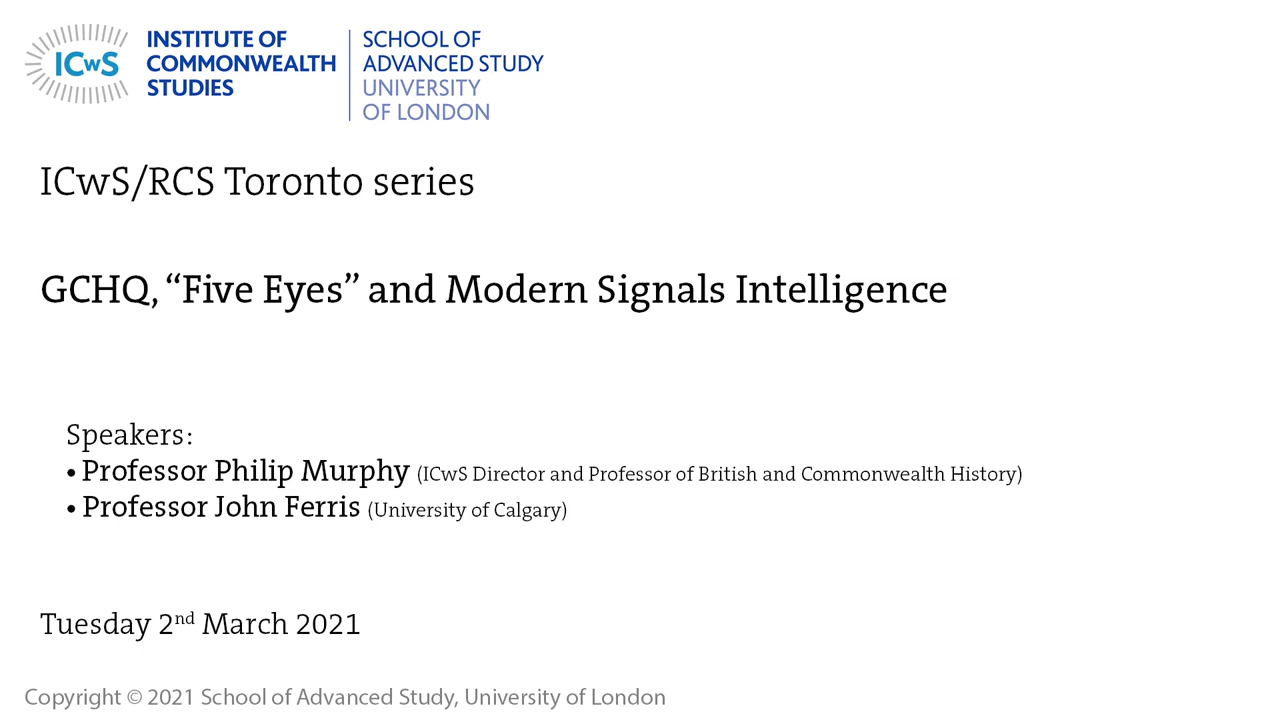 ICwS
INSTITUTE OF
COMMONWEALTH
STUDIES
SCHOOL OF
ADVANCED STUDY
UNIVERSITY
OF LONDON
ICwS/RCS Toronto series
GCHQ, “Five Eyes” and Modern Signals Intelligence
Speakers:
• Professor Philip Murphy (ICwS Director and Professor of British and Commonwealth History)
• Professor John Ferris (University of Calgary)
Tuesday 2nd March 2021
Copyright © 2021 School of Advanced Study, University of London